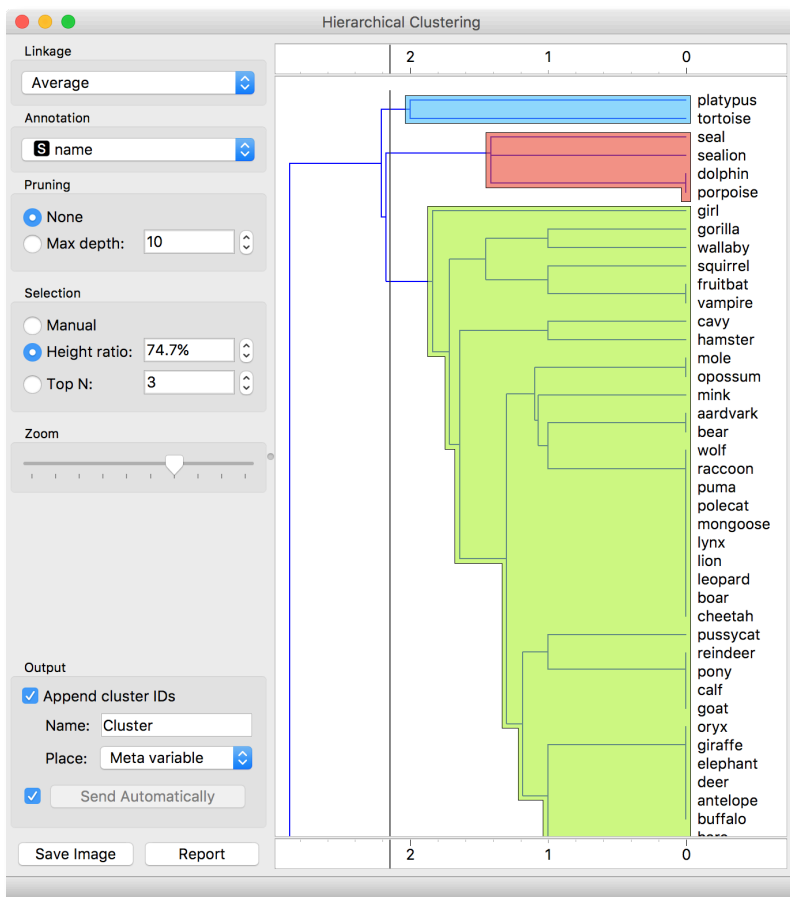 Hierarchical Clustering
Linkage
Average
Annotation
S name
Pruning
None
Max depth: 10
Selection
Manual
Height ratio: 74.7%
Top N: 3
Zoom
Output
Append cluster IDs
Name: Cluster
Place: Meta variable
Send Automatically
Save Image Report
2 1 0
platypus
tortoise
seal
sealion
dolphin
porpoise
girl
gorilla
wallaby
squirrel
fruitbat
vampire
cavy
hamster
mole
opossum
mink
aardvark
bear
wolf
raccoon
puma
polecat
mongoose
lynx
lion
leopard
boar
cheetah
pussycat
reindeer
pony
calf
goat
oryx
giraffe
elephant
deer
antelope
buffalo
2 1 0